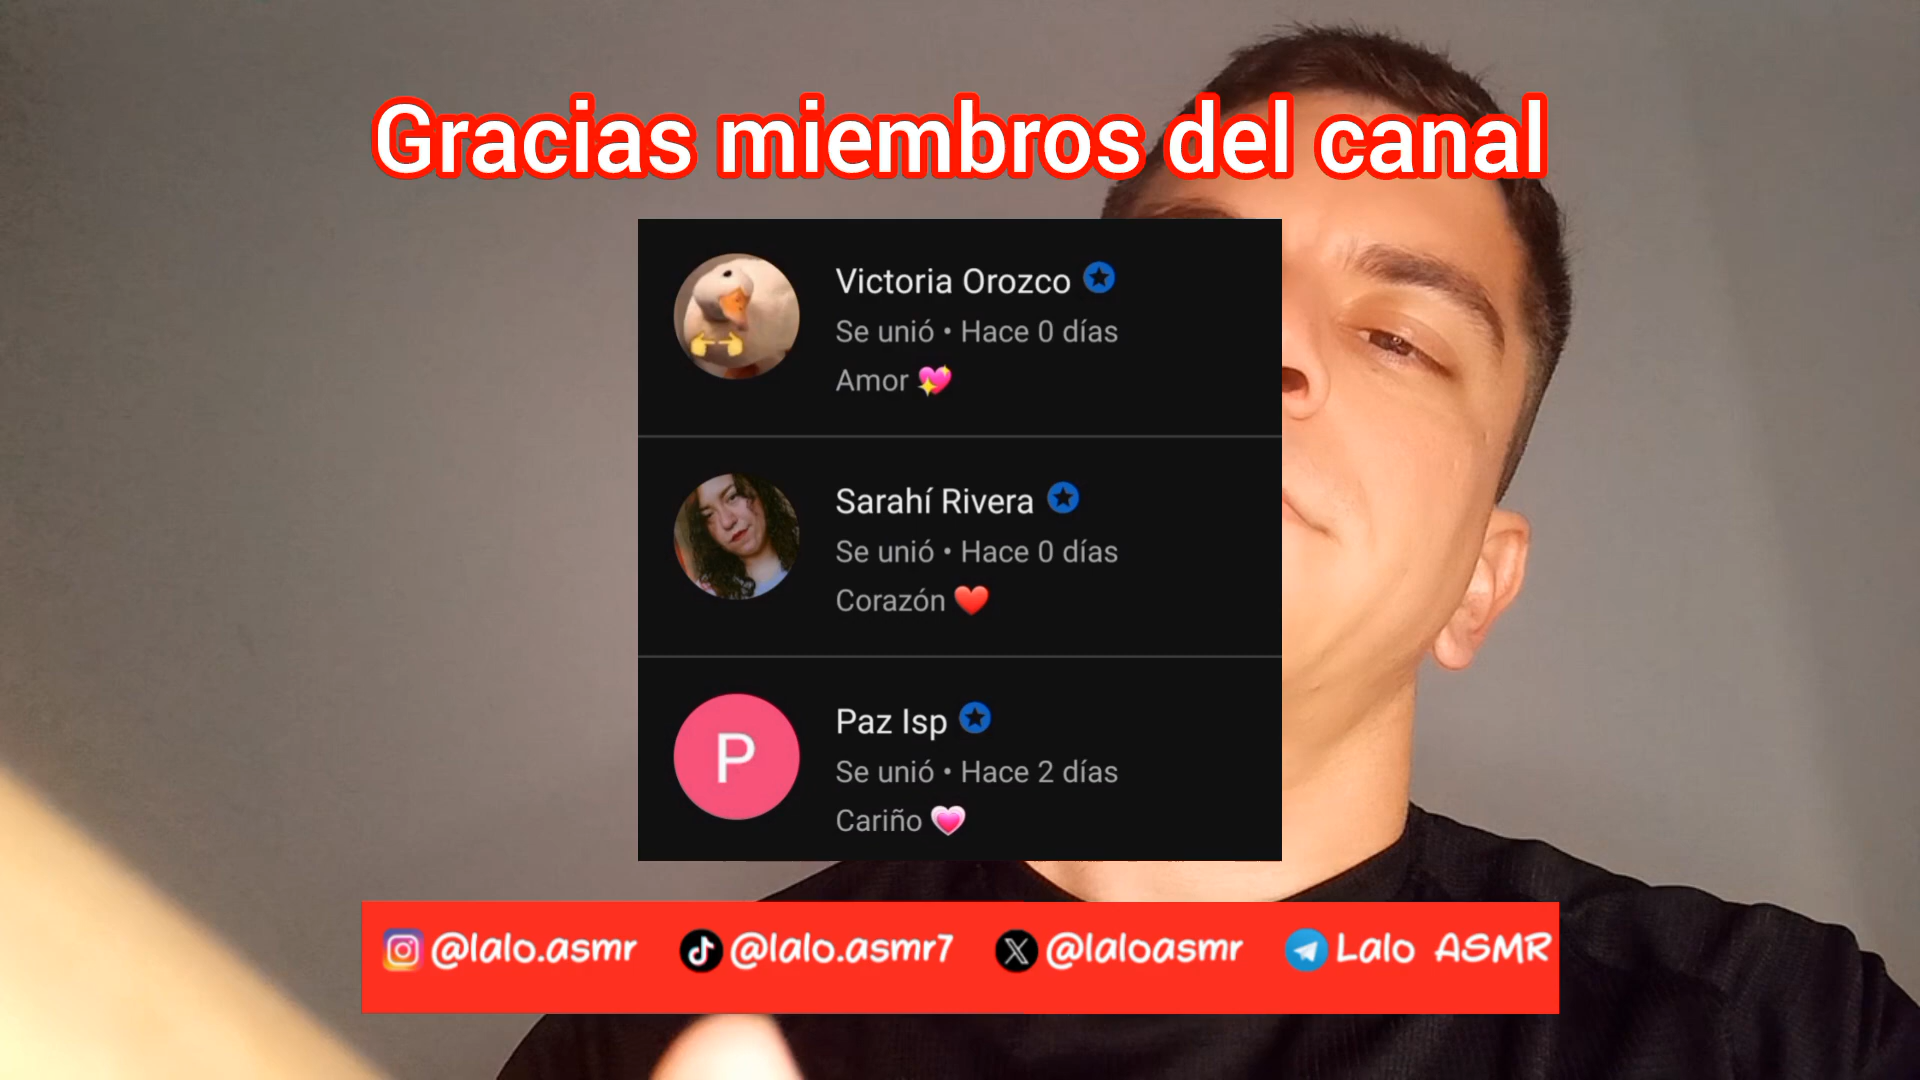 Gracias miembros del canal
Victoria Orozco
Se unió • Hace 0 días
Amor 💖
Sarahí Rivera
Se unió • Hace 0 días
Corazón ❤️
P
Paz Isp
Se unió • Hace 2 días
Cariño 💗
@lalo.asmr @lalo.asmr7 @laloasmr Lalo ASMR